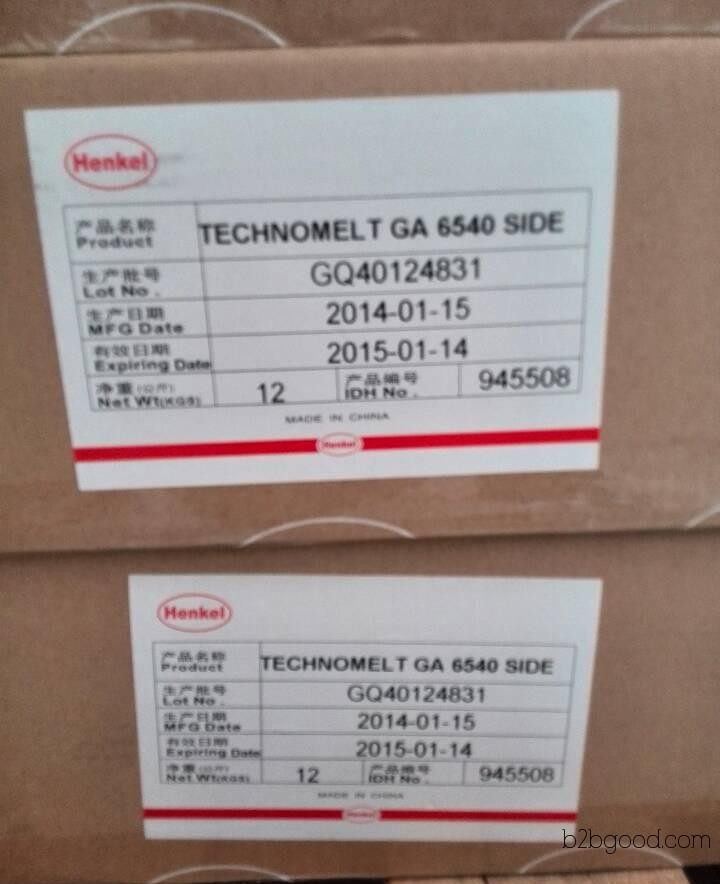 Henkel
产品名称
Product
TECHNOMELT GA 6540 SIDE
生产批号
Lot No.
GQ40124831
生产日期
MFG Date
2014-01-15
有效日期
Expiring Date
2015-01-14
净重(公斤)
Net Wt(KGS)
12
产品编号
IDH No.
945508
MADE IN CHINA
Henkel
Henkel
产品名称
Product
TECHNOMELT GA 6540 SIDE
生产批号
Lot No.
GQ40124831
生产日期
MFG Date
2014-01-15
有效日期
Expiring Date
2015-01-14
净重(公斤)
Net Wt(KGS)
12
产品编号
IDH No.
945508
MADE IN CHINA
Henkel
b2bgood.com